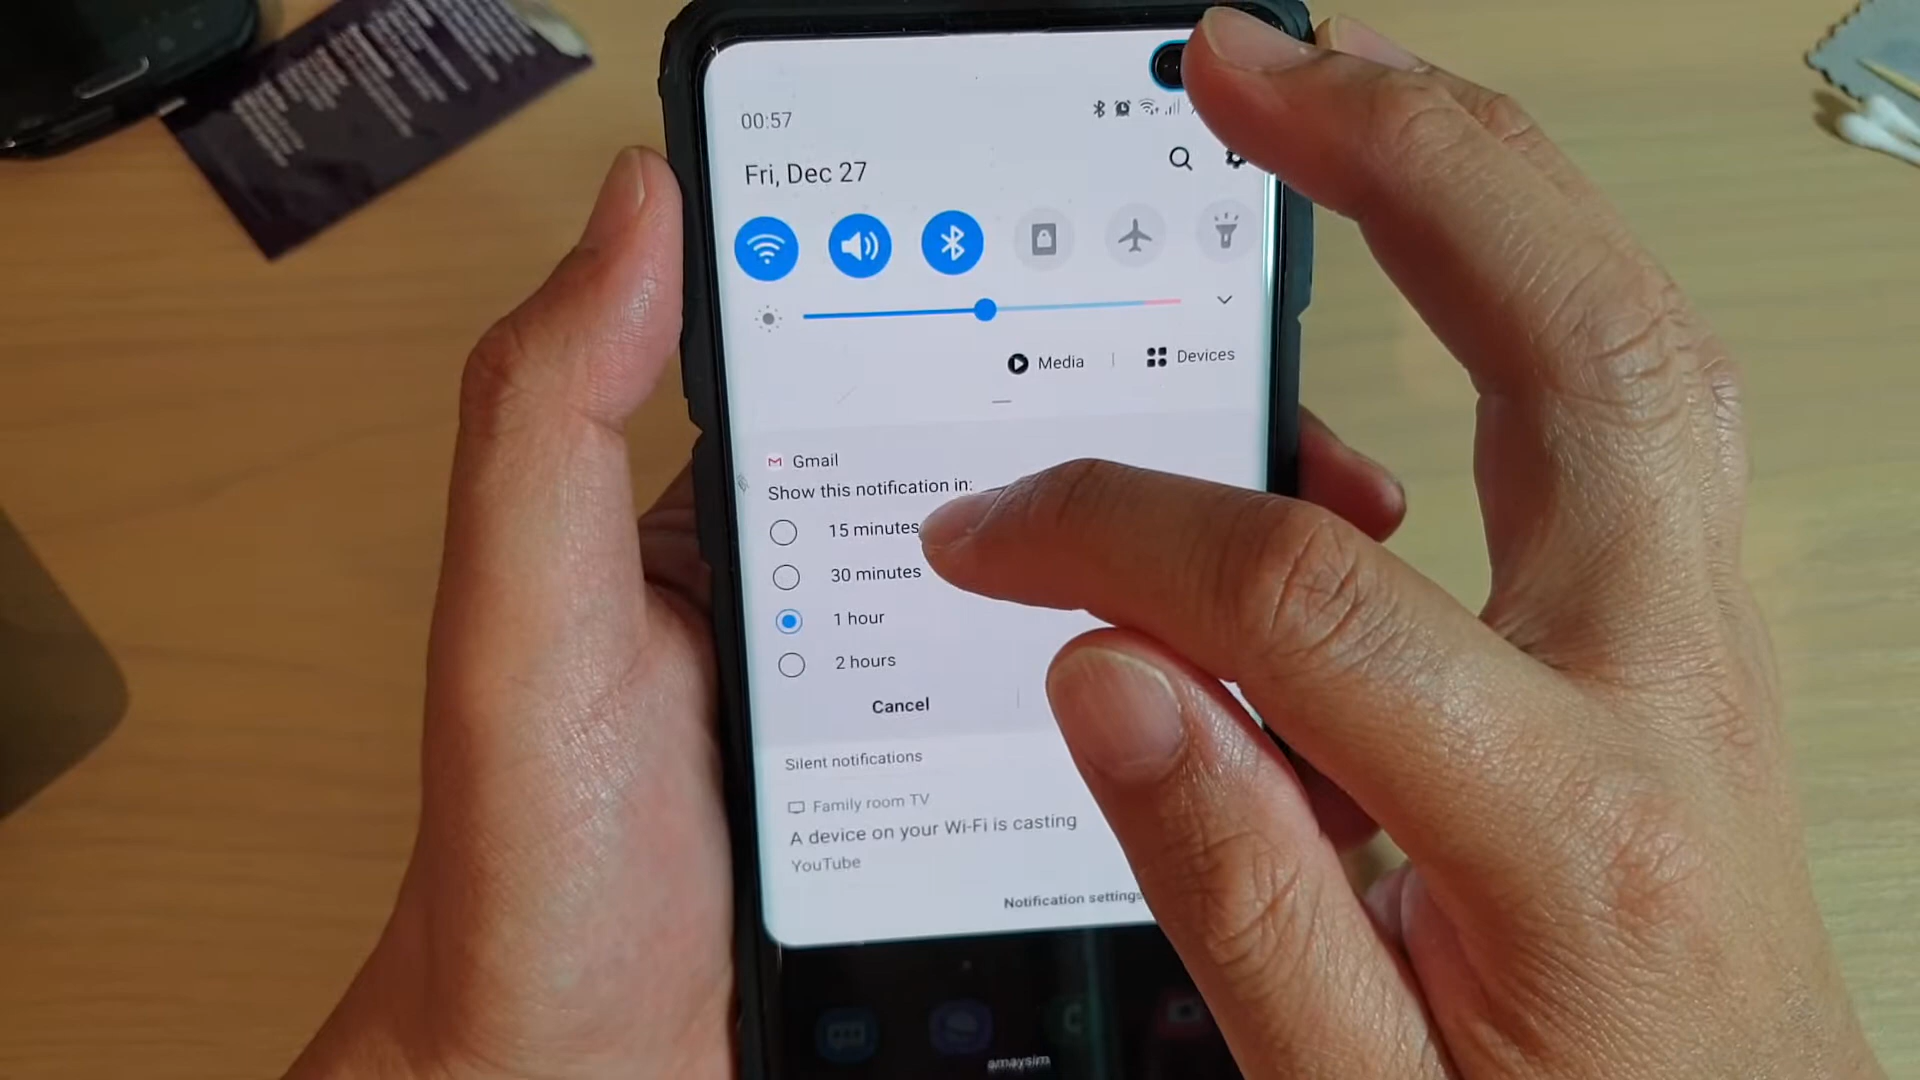 00:57
Fri, Dec 27
Media
Devices
Gmail
Show this notification in:
15 minutes
30 minutes
1 hour
2 hours
Cancel
Silent notifications
Family room TV
A device on your Wi-Fi is casting
YouTube
Notification settings
amaysim